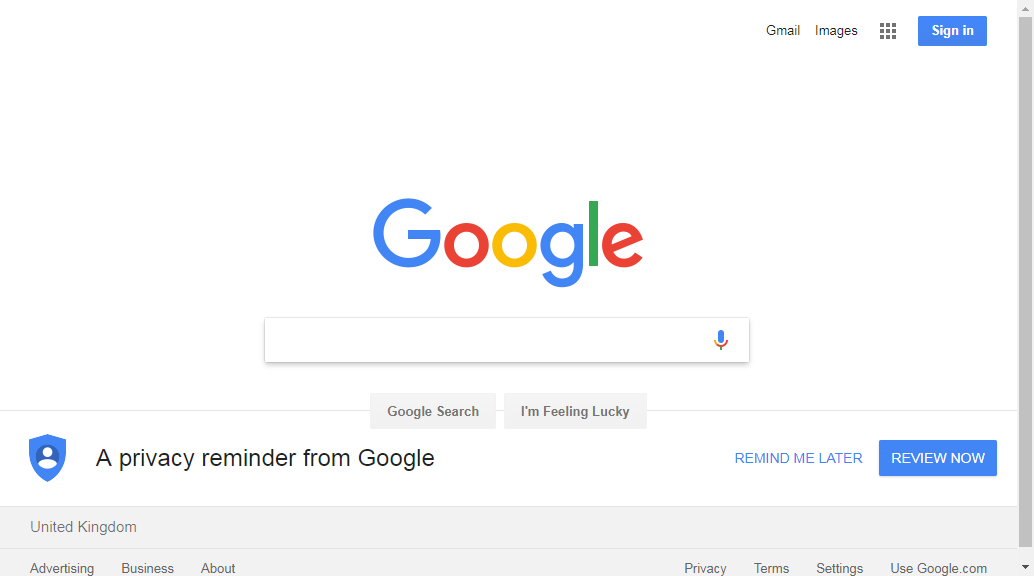 Gmail Images Sign in
Google
Google Search I'm Feeling Lucky
A privacy reminder from Google REMIND ME LATER REVIEW NOW
United Kingdom
Advertising Business About Privacy Terms Settings Use Google.com